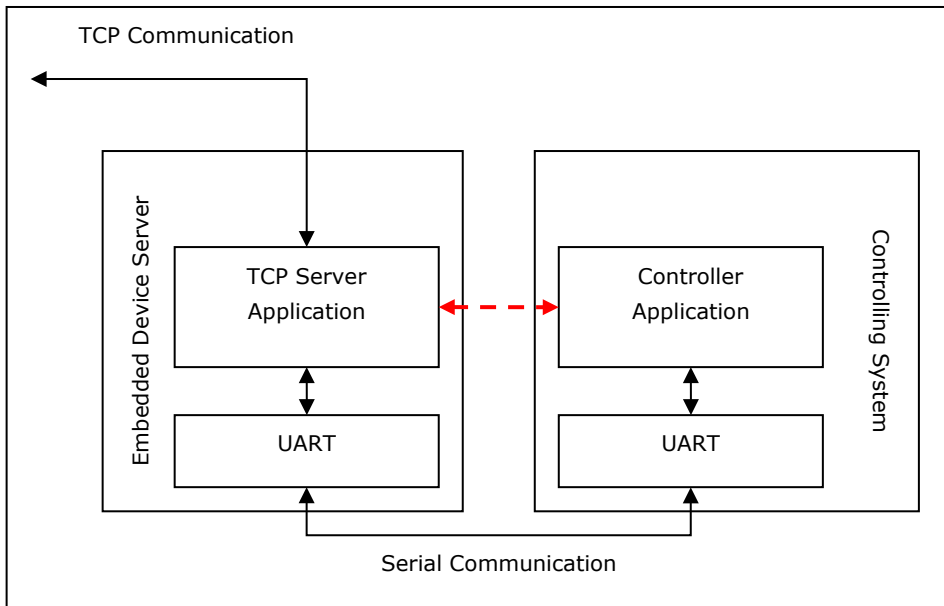 TCP Communication
Embedded Device Server
TCP Server
Application
UART
Controller
Application
UART
Controlling System
Serial Communication